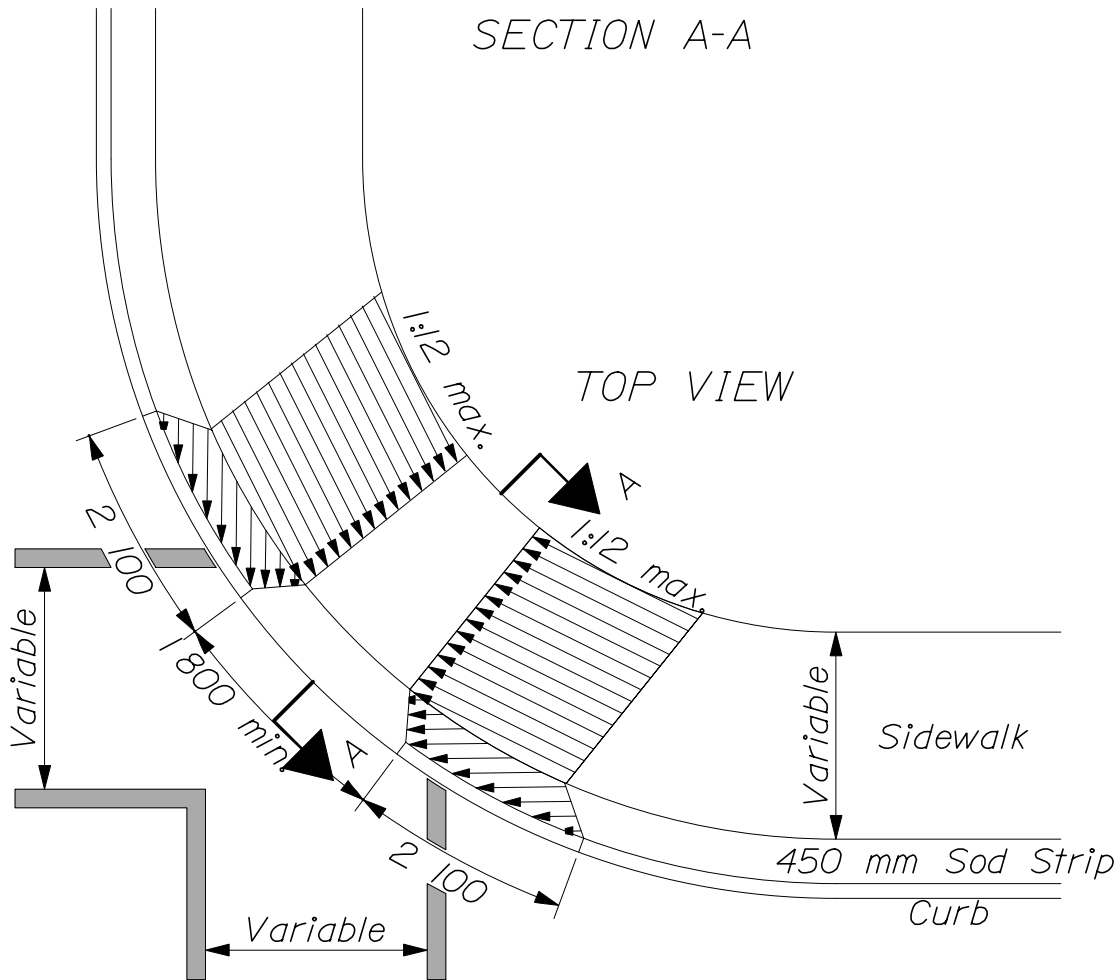 SECTION A-A
1:12 max.
TOP VIEW
A
1:12 max.
2 100
Variable
1 800 min.
A
Variable
Sidewalk
2 100
450 mm Sod Strip
Curb
Variable